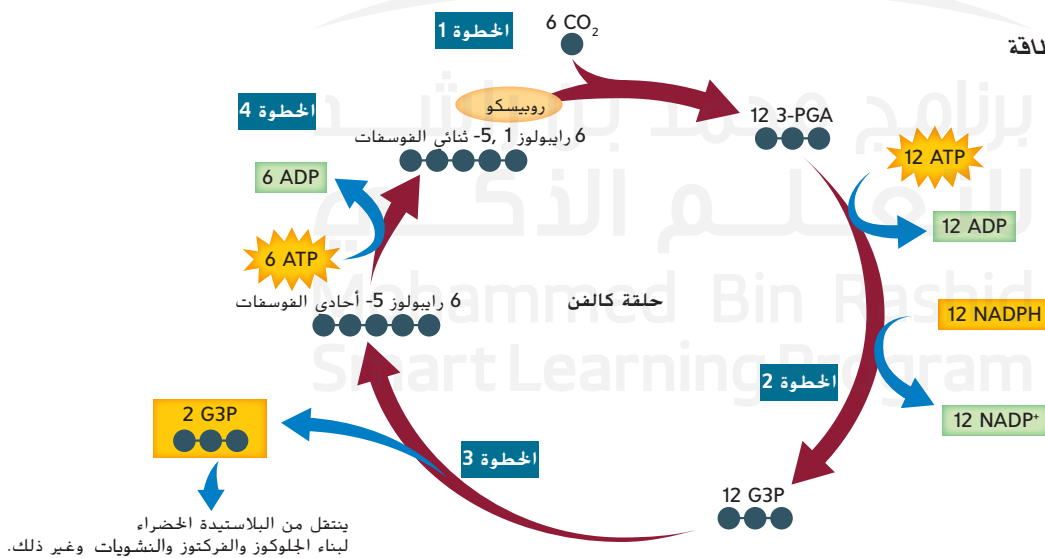 الخطوة 1
6 CO₂
لطاقة
روبيسكو
الخطوة 4
6 رايبولوز 1 ,5- ثنائي الفوسفات
12 3-PGA
12 ATP
برنامج محمد بن راشد
للتعلم الذكي
6 ADP
12 ADP
6 ATP
6 رايبولوز 5- أحادي الفوسفات
حلقة كالفن
Mohammed Bin Rashid
12 NADPH
Smart Learning Program
الخطوة 2
2 G3P
12 NADP⁺
الخطوة 3
12 G3P
ينتقل من البلاستيدة الخضراء
لبناء الجلوكوز والفركتوز والنشويات وغير ذلك.